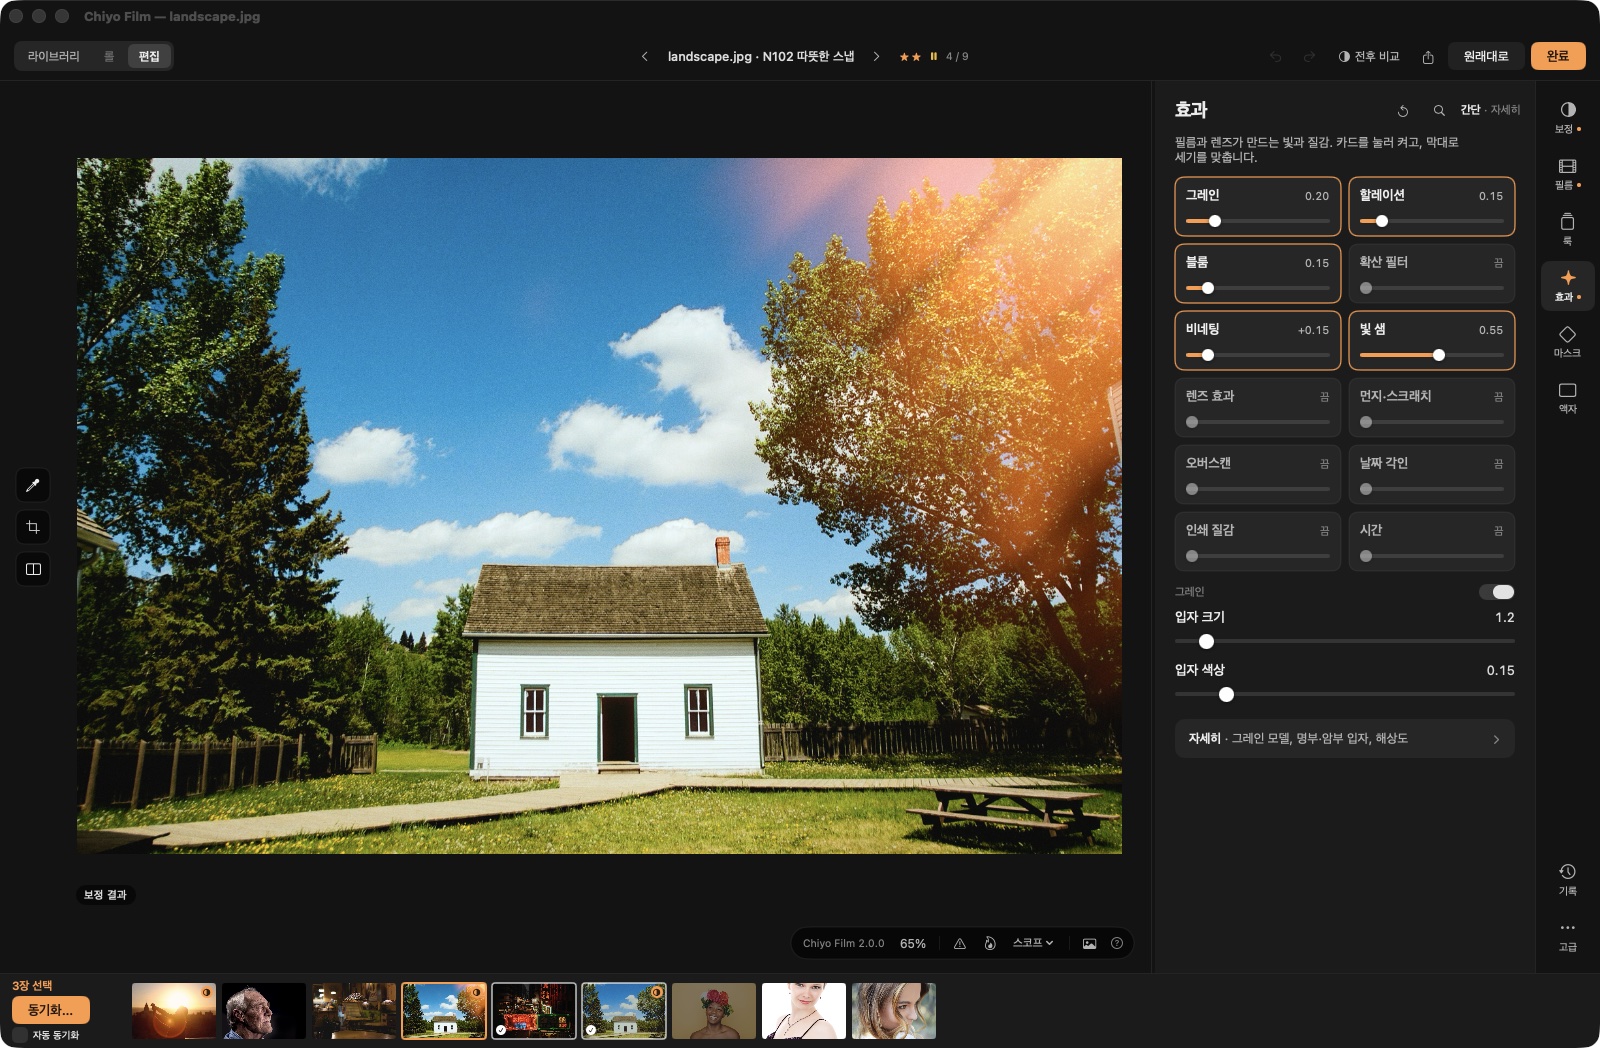 Chiyo Film — landscape.jpg
라이브러리
롤
편집
landscape.jpg · N102 따뜻한 스냅
4 / 9
전후 비교
원래대로
완료
효과
간단 · 자세히
필름과 렌즈가 만드는 빛과 질감. 카드를 눌러 켜고, 막대로
세기를 맞춥니다.
그레인 0.20
할레이션 0.15
블룸 0.15
확산 필터 끔
비네팅 +0.15
빛 샘 0.55
렌즈 효과 끔
먼지·스크래치 끔
오버스캔 끔
날짜 각인 끔
인쇄 질감 끔
시간 끔
그레인
입자 크기 1.2
입자 색상 0.15
자세히 · 그레인 모델, 명부·암부 입자, 해상도
보정
필름
룩
효과
마스크
액자
기록
고급
보정 결과
Chiyo Film 2.0.0
65%
스코프
3장 선택
동기화...
자동 동기화